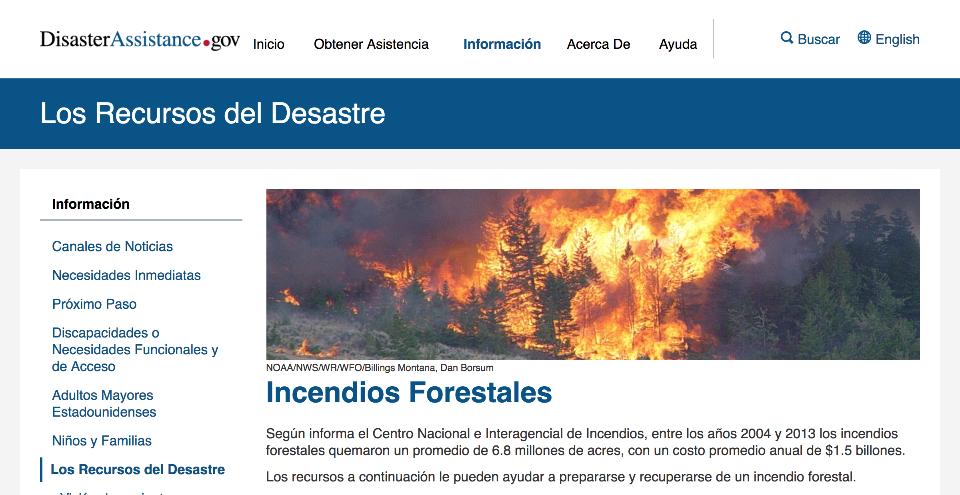 DisasterAssistance.gov
Inicio
Obtener Asistencia
Información
Acerca De
Ayuda
Buscar
English
Los Recursos del Desastre
Información
Canales de Noticias
Necesidades Inmediatas
Próximo Paso
Discapacidades o
Necesidades Funcionales y
de Acceso
Adultos Mayores
Estadounidenses
Niños y Familias
Los Recursos del Desastre
NOAA/NWS/WR/WFO/Billings Montana, Dan Borsum
Incendios Forestales
Según informa el Centro Nacional e Interagencial de Incendios, entre los años 2004 y 2013 los incendios
forestales quemaron un promedio de 6.8 millones de acres, con un costo promedio anual de $1.5 billones.
Los recursos a continuación le pueden ayudar a prepararse y recuperarse de un incendio forestal.